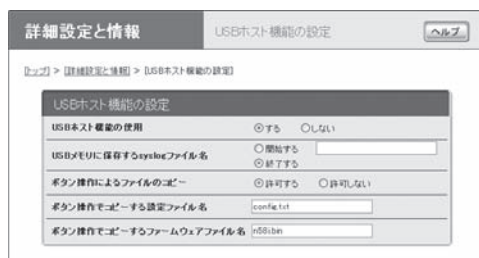 詳細設定と情報
USBホスト機能の設定
ヘルプ
[トップ] > [詳細設定と情報] > [USBホスト機能の設定]
USBホスト機能の設定
USBホスト機能の使用 する しない
USBメモリに保存するsyslogファイル名 開始する
終了する
ボタン操作によるファイルのコピー 許可する 許可しない
ボタン操作でコピーする設定ファイル名 config.txt
ボタン操作でコピーするファームウェアファイル名 n58i.bin